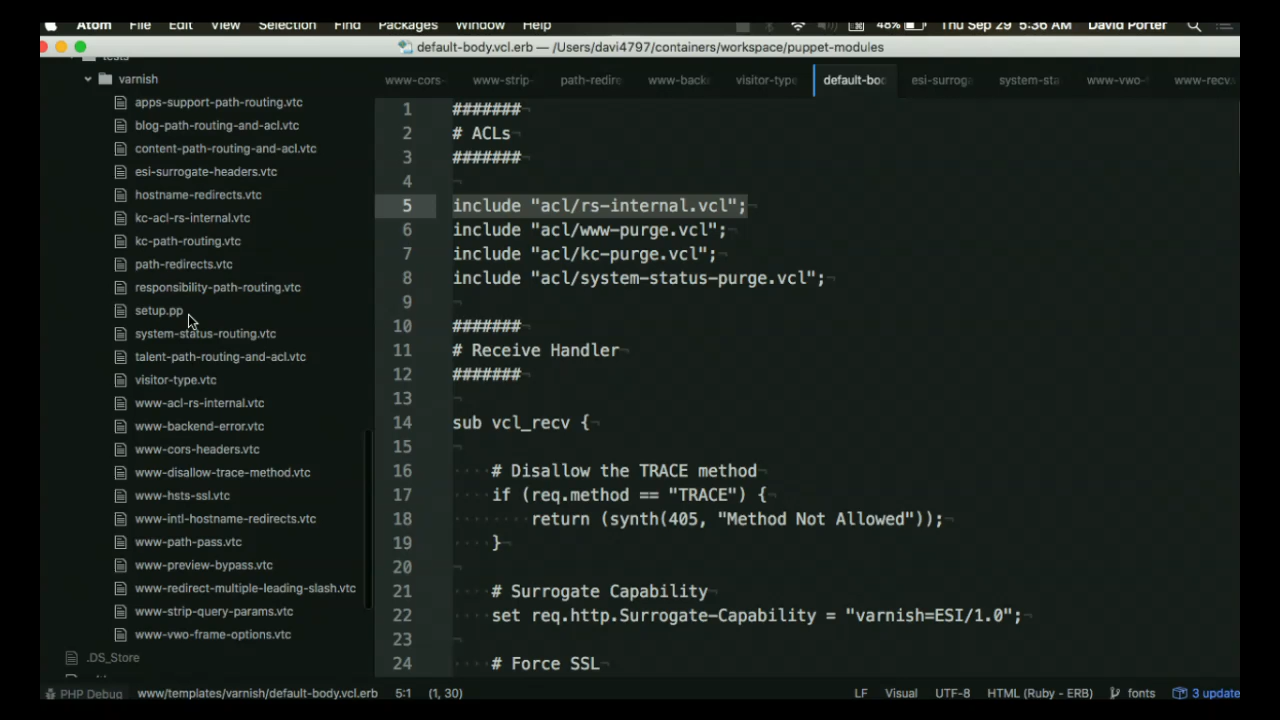 Atom File Edit View Selection Find Packages Window Help 48% Thu Sep 29 5:36 AM David Porter
default-body.vcl.erb — /Users/davi4797/containers/workspace/puppet-modules
tests
varnish
apps-support-path-routing.vtc
blog-path-routing-and-acl.vtc
content-path-routing-and-acl.vtc
esi-surrogate-headers.vtc
hostname-redirects.vtc
kc-acl-rs-internal.vtc
kc-path-routing.vtc
path-redirects.vtc
responsibility-path-routing.vtc
setup.pp
system-status-routing.vtc
talent-path-routing-and-acl.vtc
visitor-type.vtc
www-acl-rs-internal.vtc
www-backend-error.vtc
www-cors-headers.vtc
www-disallow-trace-method.vtc
www-hsts-ssl.vtc
www-intl-hostname-redirects.vtc
www-path-pass.vtc
www-preview-bypass.vtc
www-redirect-multiple-leading-slash.vtc
www-strip-query-params.vtc
www-vwo-frame-options.vtc
.DS_Store
www-cors- www-strip- path-redire www-back visitor-type default-bo esi-surrog system-sta www-vwo- www-recv
1 #######
2 # ACLs
3 #######
4
5 include "acl/rs-internal.vcl";
6 include "acl/www-purge.vcl";
7 include "acl/kc-purge.vcl";
8 include "acl/system-status-purge.vcl";
9
10 #######
11 # Receive Handler
12 #######
13
14 sub vcl_recv {
15
16 # Disallow the TRACE method
17 if (req.method == "TRACE") {
18 return (synth(405, "Method Not Allowed"));
19 }
20
21 # Surrogate Capability
22 set req.http.Surrogate-Capability = "varnish=ESI/1.0";
23
24 # Force SSL
PHP Debug www/templates/varnish/default-body.vcl.erb 5:1 (1, 30) LF Visual UTF-8 HTML (Ruby - ERB) fonts 3 update